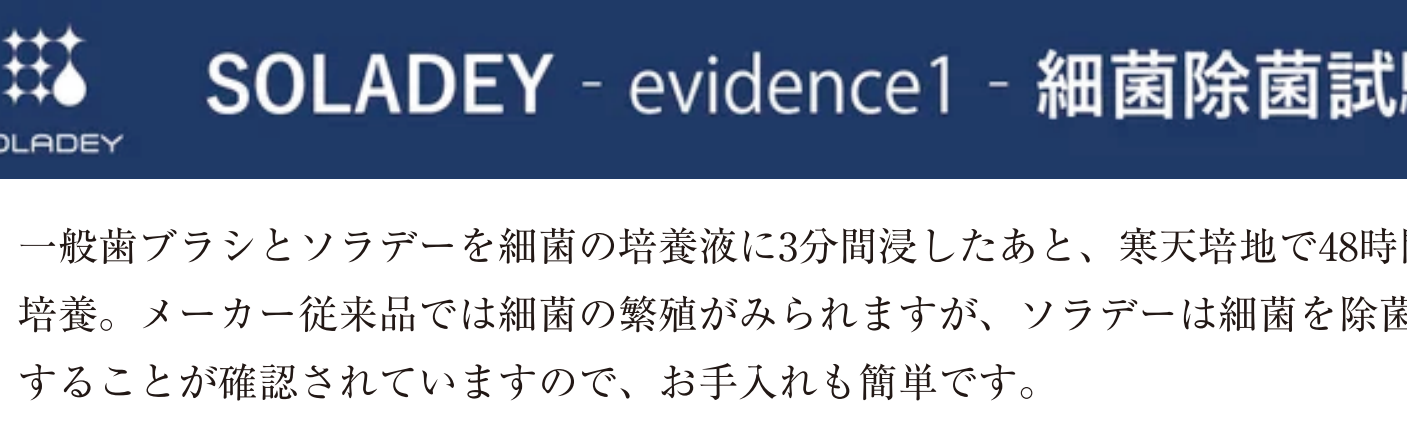 SOLADEY - evidence1 - 細菌除菌試
OLADEY
一般歯ブラシとソラデーを細菌の培養液に3分間浸したあと、寒天培地で48時
培養。メーカー従来品では細菌の繁殖がみられますが、ソラデーは細菌を除菌
することが確認されていますので、お手入れも簡単です。